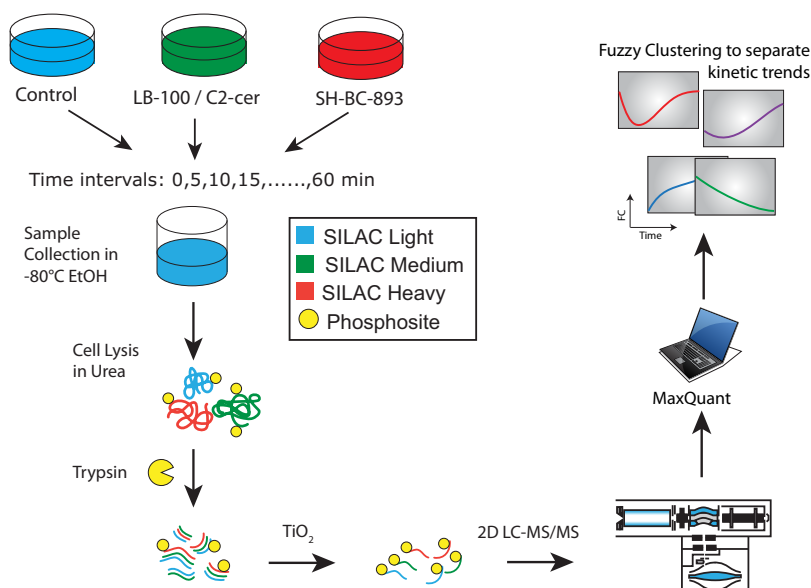 Control
LB-100 / C2-cer
SH-BC-893
Time intervals: 0,5,10,15,......,60 min
Sample
Collection in
-80°C EtOH
SILAC Light
SILAC Medium
SILAC Heavy
Phosphosite
Cell Lysis
in Urea
Trypsin
TiO₂
2D LC-MS/MS
MaxQuant
Fuzzy Clustering to separate
kinetic trends
FC
Time